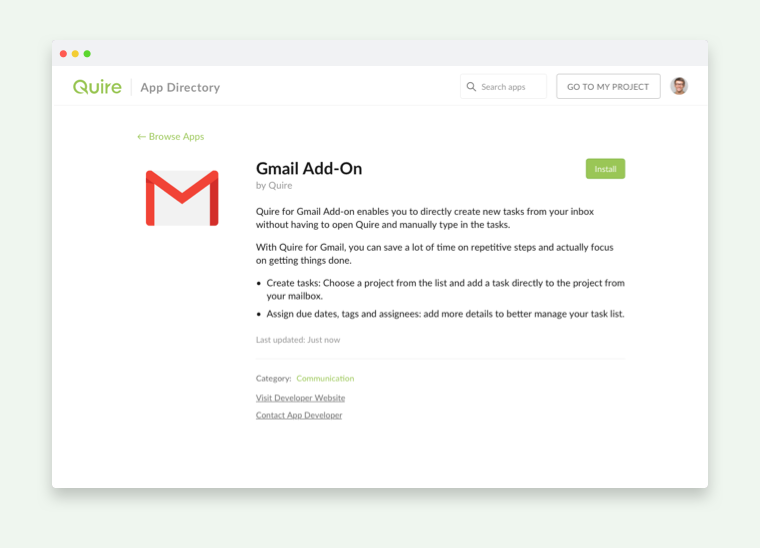 Quire
App Directory
Search apps
GO TO MY PROJECT
← Browse Apps
Gmail Add-On
Install
by Quire
Quire for Gmail Add-on enables you to directly create new tasks from your inbox
without having to open Quire and manually type in the tasks.
With Quire for Gmail, you can save a lot of time on repetitive steps and actually focus
on getting things done.
• Create tasks: Choose a project from the list and add a task directly to the project from
your mailbox.
• Assign due dates, tags and assignees: add more details to better manage your task list.
Last updated: Just now
Category: Communication
Visit Developer Website
Contact App Developer